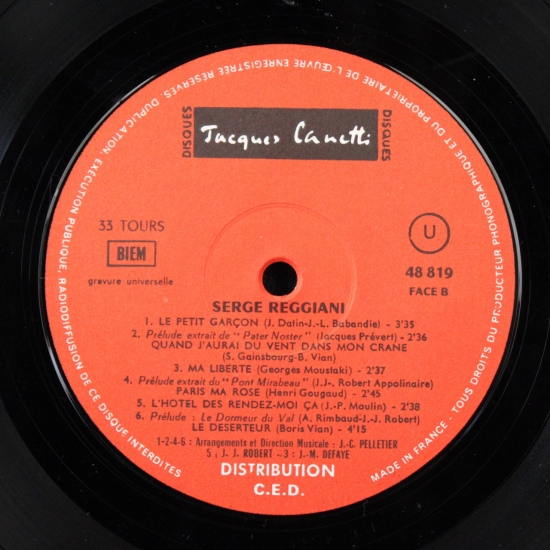 TOUS DROITS DU PRODUCTEUR PHONOGRAPHIQUE ET DU PROPRIETAIRE DE L'ŒUVRE ENREGISTREE RESERVES. DUPLICATION, EXECUTION PUBLIQUE, RADIODIFFUSION DE CE DISQUE INTERDITES
DISQUES
Jacques Canetti
DISQUES
33 TOURS
BIEM
gravure universelle
U
48 819
FACE B
SERGE REGGIANI
1. LE PETIT GARÇON (J. Datin-J.-L. Babandie) - 3'35
2. Prélude extrait de " Pater Noster " (Jacques Prévert) - 2'36
QUAND J'AURAI DU VENT DANS MON CRANE
(S. Gainsbourg-B. Vian)
3. MA LIBERTE (Georges Moustaki) - 2'37
4. Prélude extrait du " Pont Mirabeau " (J.J-. Robert Appolinaire)
PARIS MA ROSE (Henri Gougaud) - 2'45
5. L'HOTEL DES RENDEZ-MOI ÇA (J.-P. Moulin) - 2'38
6. Prélude : Le Dormeur du Val (A. Rimbaud-J.-J. Robert)
LE DESERTEUR (Boris Vian) - 4'15
1-2-4-6 : Arrangements et Direction Musicale : J.-C. PELLETIER
5 : J. J. ROBERT - 3 : J.-M. DEFAYE
DISTRIBUTION
C.E.D.
MADE IN FRANCE